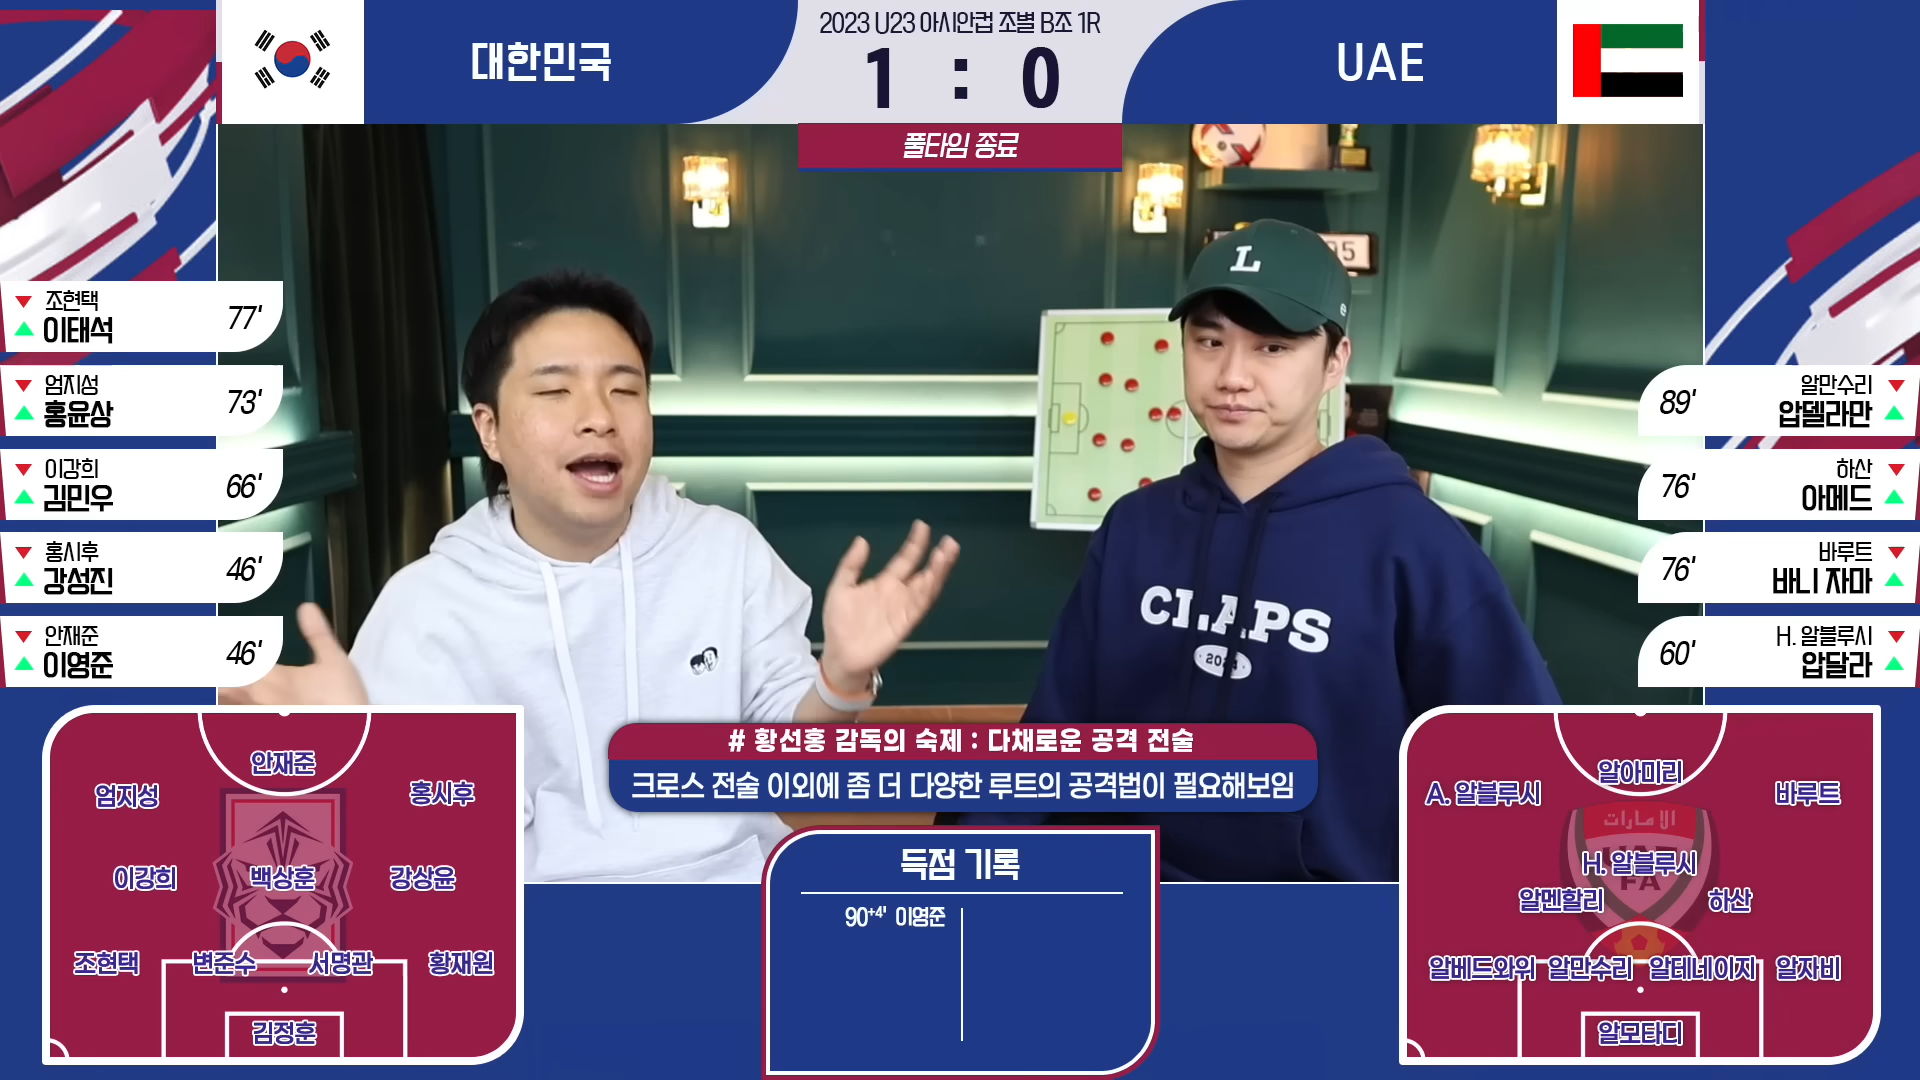 2023 U23 아시안컵 조별 B조 1R
대한민국
1 : 0
UAE
풀타임 종료
조현택
이태석
77'
엄지성
홍윤상
73'
이강희
김민우
66'
홍시후
강성진
46'
안재준
이영준
46'
89'
알만수리
압델라만
76'
하산
아메드
76'
바루트
바니 자마
60'
H. 알블루시
압달라
L
95
CLAPS
2024
# 황선홍 감독의 숙제 : 다채로운 공격 전술
크로스 전술 이외에 좀 더 다양한 루트의 공격법이 필요해보임
안재준
엄지성
홍시후
이강희
백상훈
강상윤
조현택
변준수
서명관
황재원
김정훈
득점 기록
90+4' 이영준
알아미리
A. 알블루시
바루트
الامارات
H. 알블루시
UAE
FA
알멘할리
하산
알베드와위
알만수리
알테네이지
알자비
알모타디